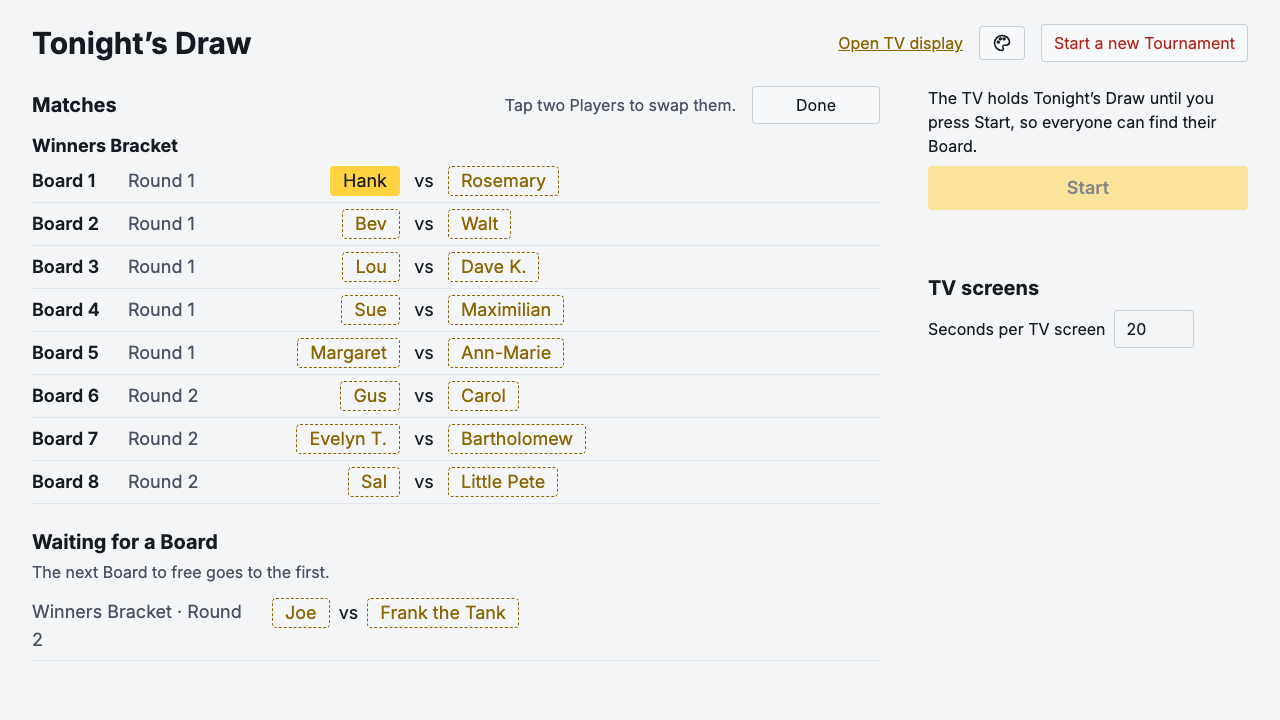 Tonight’s Draw
Open TV display
Start a new Tournament
Matches
Tap two Players to swap them.
Done
Winners Bracket
Board 1 Round 1 Hank vs Rosemary
Board 2 Round 1 Bev vs Walt
Board 3 Round 1 Lou vs Dave K.
Board 4 Round 1 Sue vs Maximilian
Board 5 Round 1 Margaret vs Ann-Marie
Board 6 Round 2 Gus vs Carol
Board 7 Round 2 Evelyn T. vs Bartholomew
Board 8 Round 2 Sal vs Little Pete
Waiting for a Board
The next Board to free goes to the first.
Winners Bracket · Round
2
Joe vs Frank the Tank
The TV holds Tonight’s Draw until you
press Start, so everyone can find their
Board.
Start
TV screens
Seconds per TV screen 20